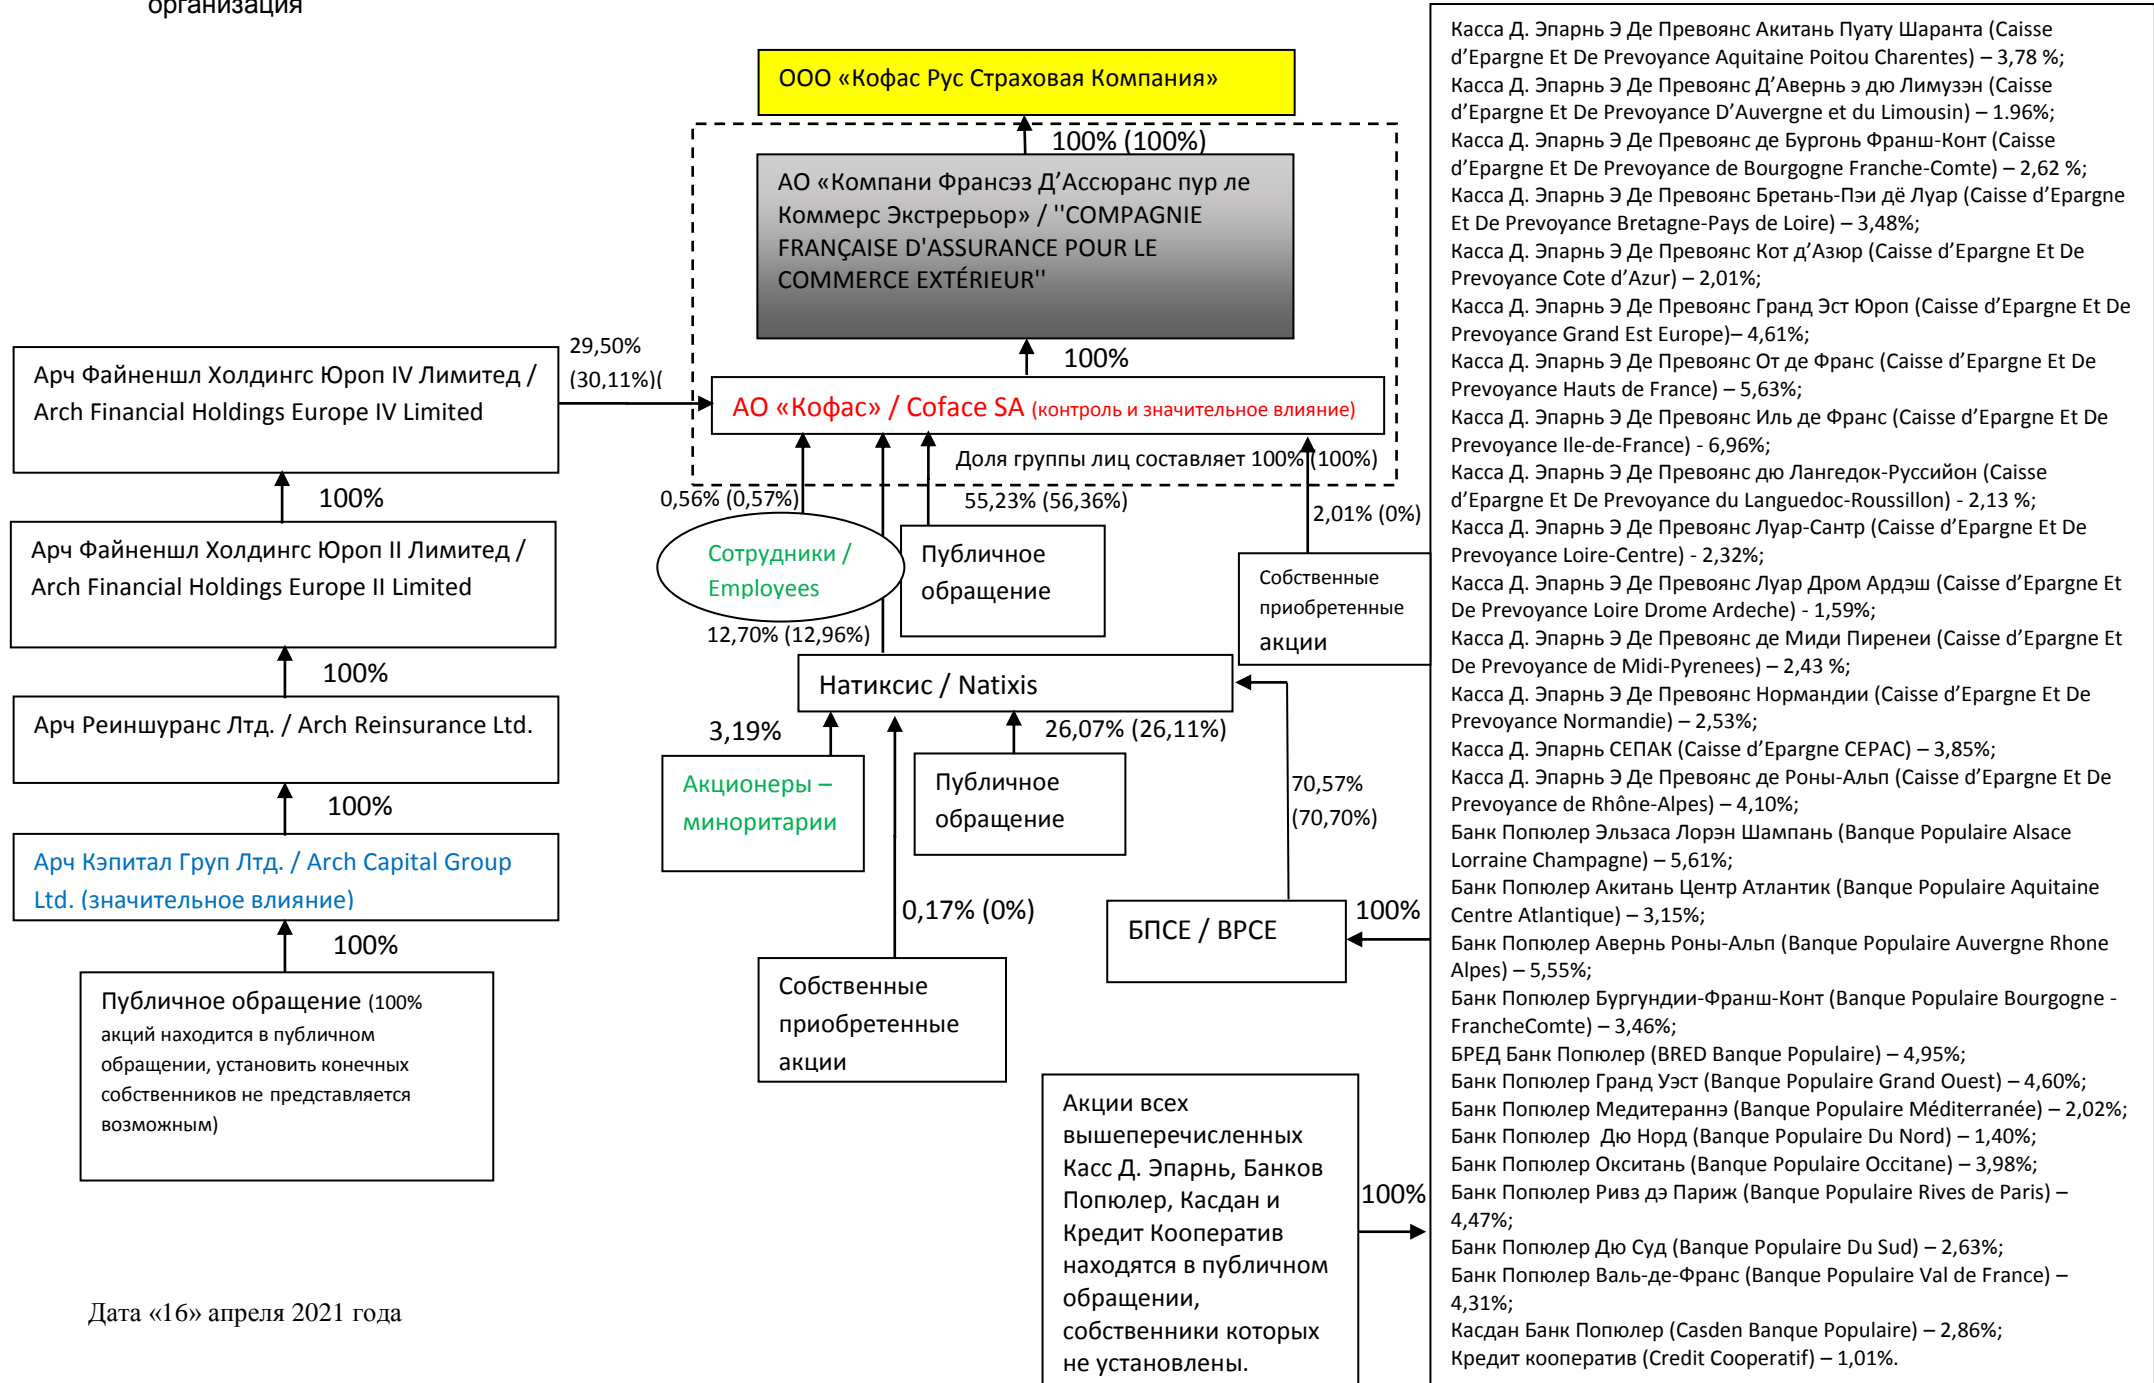 организация
ООО «Кофас Рус Страховая Компания»
100% (100%)
АО «Компани Франсэз Д’Ассюранс пур ле
Коммерс Экстрерьор» / ''COMPAGNIE
FRANÇAISE D'ASSURANCE POUR LE
COMMERCE EXTÉRIEUR''
100%
29,50%
(30,11%)(
АО «Кофас» / Coface SA (контроль и значительное влияние)
Доля группы лиц составляет 100% (100%)
Арч Файненшл Холдингс Юроп IV Лимитед /
Arch Financial Holdings Europe IV Limited
100%
Арч Файненшл Холдингс Юроп II Лимитед /
Arch Financial Holdings Europe II Limited
100%
Арч Реиншуранс Лтд. / Arch Reinsurance Ltd.
100%
Арч Кэпитал Груп Лтд. / Arch Capital Group
Ltd. (значительное влияние)
100%
Публичное обращение (100%
акций находится в публичном
обращении, установить конечных
собственников не представляется
возможным)
0,56% (0,57%)
55,23% (56,36%)
2,01% (0%)
Сотрудники /
Employees
Публичное
обращение
Собственные
приобретенные
акции
12,70% (12,96%)
Натиксис / Natixis
3,19%
26,07% (26,11%)
Акционеры –
миноритарии
Публичное
обращение
70,57%
(70,70%)
0,17% (0%)
Собственные
приобретенные
акции
БПСЕ / BPCE
100%
Акции всех
вышеперечисленных
Касс Д. Эпарнь, Банков
Попюлер, Касдан и
Кредит Кооператив
находятся в публичном
обращении,
собственники которых
не установлены.
100%
Касса Д. Эпарнь Э Де Превоянс Акитань Пуату Шаранта (Caisse
d’Epargne Et De Prevoyance Aquitaine Poitou Charentes) – 3,78 %;
Касса Д. Эпарнь Э Де Превоянс Д’Авернь э дю Лимузэн (Caisse
d’Epargne Et De Prevoyance D’Auvergne et du Limousin) – 1.96%;
Касса Д. Эпарнь Э Де Превоянс де Бургонь Франш-Конт (Caisse
d’Epargne Et De Prevoyance de Bourgogne Franche-Comte) – 2,62 %;
Касса Д. Эпарнь Э Де Превоянс Бретань-Пэи дё Луар (Caisse d’Epargne
Et De Prevoyance Bretagne-Pays de Loire) – 3,48%;
Касса Д. Эпарнь Э Де Превоянс Кот д’Азюр (Caisse d’Epargne Et De
Prevoyance Cote d’Azur) – 2,01%;
Касса Д. Эпарнь Э Де Превоянс Гранд Эст Юроп (Caisse d’Epargne Et De
Prevoyance Grand Est Europe)– 4,61%;
Касса Д. Эпарнь Э Де Превоянс От де Франс (Caisse d’Epargne Et De
Prevoyance Hauts de France) – 5,63%;
Касса Д. Эпарнь Э Де Превоянс Иль де Франс (Caisse d’Epargne Et De
Prevoyance Ile-de-France) - 6,96%;
Касса Д. Эпарнь Э Де Превоянс дю Лангедок-Руссийон (Caisse
d’Epargne Et De Prevoyance du Languedoc-Roussillon) - 2,13 %;
Касса Д. Эпарнь Э Де Превоянс Луар-Сантр (Caisse d’Epargne Et De
Prevoyance Loire-Centre) - 2,32%;
Касса Д. Эпарнь Э Де Превоянс Луар Дром Ардэш (Caisse d’Epargne Et
De Prevoyance Loire Drome Ardeche) - 1,59%;
Касса Д. Эпарнь Э Де Превоянс де Миди Пиренеи (Caisse d’Epargne Et
De Prevoyance de Midi-Pyrenees) – 2,43 %;
Касса Д. Эпарнь Э Де Превоянс Нормандии (Caisse d’Epargne Et De
Prevoyance Normandie) – 2,53%;
Касса Д. Эпарнь СЕПАК (Caisse d’Epargne CEPAC) – 3,85%;
Касса Д. Эпарнь Э Де Превоянс де Роны-Альп (Caisse d’Epargne Et De
Prevoyance de Rhône-Alpes) – 4,10%;
Банк Попюлер Эльзаса Лорэн Шампань (Banque Populaire Alsace
Lorraine Champagne) – 5,61%;
Банк Попюлер Акитань Центр Атлантик (Banque Populaire Aquitaine
Centre Atlantique) – 3,15%;
Банк Попюлер Авернь Роны-Альп (Banque Populaire Auvergne Rhone
Alpes) – 5,55%;
Банк Попюлер Бургундии-Франш-Конт (Banque Populaire Bourgogne -
FrancheComte) – 3,46%;
БРЕД Банк Попюлер (BRED Banque Populaire) – 4,95%;
Банк Попюлер Гранд Уэст (Banque Populaire Grand Ouest) – 4,60%;
Банк Попюлер Медитераннэ (Banque Populaire Méditerranée) – 2,02%;
Банк Попюлер  Дю Норд (Banque Populaire Du Nord) – 1,40%;
Банк Попюлер Окситань (Banque Populaire Occitane) – 3,98%;
Банк Попюлер Ривз дэ Париж (Banque Populaire Rives de Paris) –
4,47%;
Банк Попюлер Дю Суд (Banque Populaire Du Sud) – 2,63%;
Банк Попюлер Валь-де-Франс (Banque Populaire Val de France) –
4,31%;
Касдан Банк Попюлер (Casden Banque Populaire) – 2,86%;
Кредит кооператив (Credit Cooperatif) – 1,01%.
Дата «16» апреля 2021 года